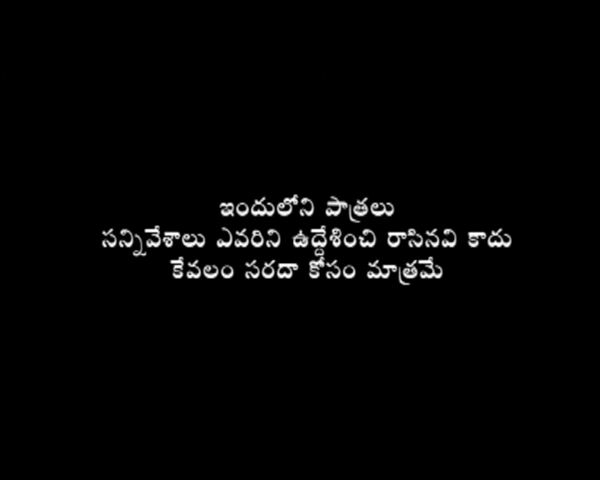 ఇందులోని పాత్రలు
సన్నివేశాలు ఎవరిని ఉద్దేశించి రాసినవి కాదు
కేవలం సరదా కోసం మాత్రమే